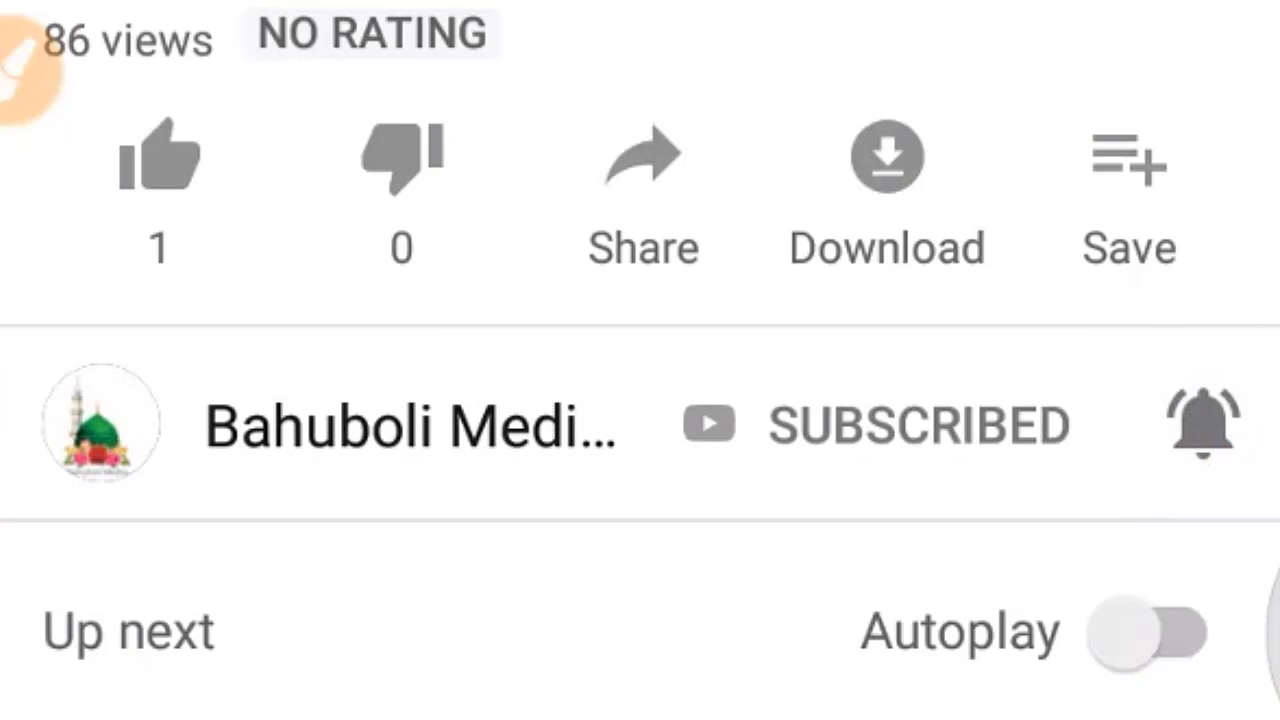 86 views NO RATING
1 0 Share Download Save
Bahuboli Medi... SUBSCRIBED
Up next Autoplay